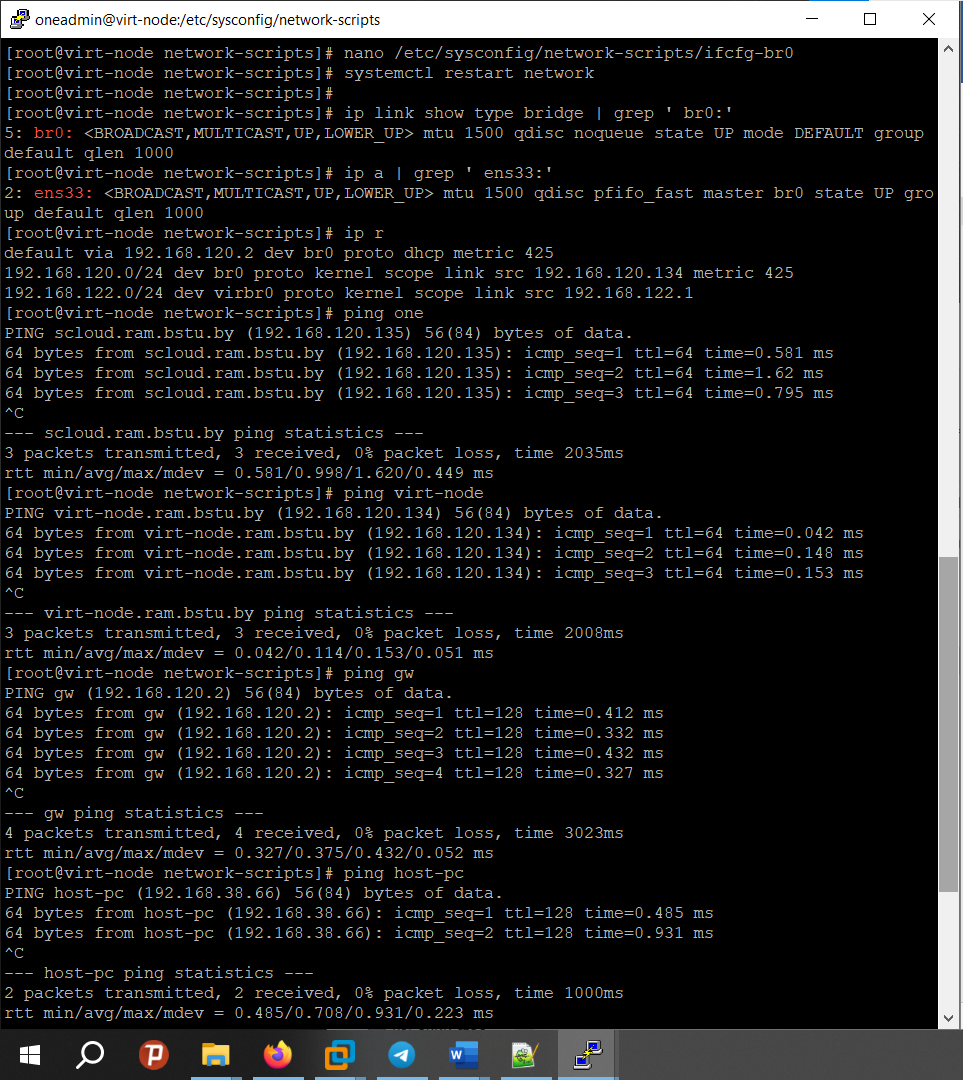 oneadmin@virt-node:/etc/sysconfig/network-scripts
[root@virt-node network-scripts]# nano /etc/sysconfig/network-scripts/ifcfg-br0
[root@virt-node network-scripts]# systemctl restart network
[root@virt-node network-scripts]#
[root@virt-node network-scripts]# ip link show type bridge | grep ' br0:'
5: br0: <BROADCAST,MULTICAST,UP,LOWER_UP> mtu 1500 qdisc noqueue state UP mode DEFAULT group
default qlen 1000
[root@virt-node network-scripts]# ip a | grep ' ens33:'
2: ens33: <BROADCAST,MULTICAST,UP,LOWER_UP> mtu 1500 qdisc pfifo_fast master br0 state UP gro
up default qlen 1000
[root@virt-node network-scripts]# ip r
default via 192.168.120.2 dev br0 proto dhcp metric 425
192.168.120.0/24 dev br0 proto kernel scope link src 192.168.120.134 metric 425
192.168.122.0/24 dev virbr0 proto kernel scope link src 192.168.122.1
[root@virt-node network-scripts]# ping one
PING scloud.ram.bstu.by (192.168.120.135) 56(84) bytes of data.
64 bytes from scloud.ram.bstu.by (192.168.120.135): icmp_seq=1 ttl=64 time=0.581 ms
64 bytes from scloud.ram.bstu.by (192.168.120.135): icmp_seq=2 ttl=64 time=1.62 ms
64 bytes from scloud.ram.bstu.by (192.168.120.135): icmp_seq=3 ttl=64 time=0.795 ms
^C
--- scloud.ram.bstu.by ping statistics ---
3 packets transmitted, 3 received, 0% packet loss, time 2035ms
rtt min/avg/max/mdev = 0.581/0.998/1.620/0.449 ms
[root@virt-node network-scripts]# ping virt-node
PING virt-node.ram.bstu.by (192.168.120.134) 56(84) bytes of data.
64 bytes from virt-node.ram.bstu.by (192.168.120.134): icmp_seq=1 ttl=64 time=0.042 ms
64 bytes from virt-node.ram.bstu.by (192.168.120.134): icmp_seq=2 ttl=64 time=0.148 ms
64 bytes from virt-node.ram.bstu.by (192.168.120.134): icmp_seq=3 ttl=64 time=0.153 ms
^C
--- virt-node.ram.bstu.by ping statistics ---
3 packets transmitted, 3 received, 0% packet loss, time 2008ms
rtt min/avg/max/mdev = 0.042/0.114/0.153/0.051 ms
[root@virt-node network-scripts]# ping gw
PING gw (192.168.120.2) 56(84) bytes of data.
64 bytes from gw (192.168.120.2): icmp_seq=1 ttl=128 time=0.412 ms
64 bytes from gw (192.168.120.2): icmp_seq=2 ttl=128 time=0.332 ms
64 bytes from gw (192.168.120.2): icmp_seq=3 ttl=128 time=0.432 ms
64 bytes from gw (192.168.120.2): icmp_seq=4 ttl=128 time=0.327 ms
^C
--- gw ping statistics ---
4 packets transmitted, 4 received, 0% packet loss, time 3023ms
rtt min/avg/max/mdev = 0.327/0.375/0.432/0.052 ms
[root@virt-node network-scripts]# ping host-pc
PING host-pc (192.168.38.66) 56(84) bytes of data.
64 bytes from host-pc (192.168.38.66): icmp_seq=1 ttl=128 time=0.485 ms
64 bytes from host-pc (192.168.38.66): icmp_seq=2 ttl=128 time=0.931 ms
^C
--- host-pc ping statistics ---
2 packets transmitted, 2 received, 0% packet loss, time 1000ms
rtt min/avg/max/mdev = 0.485/0.708/0.931/0.223 ms